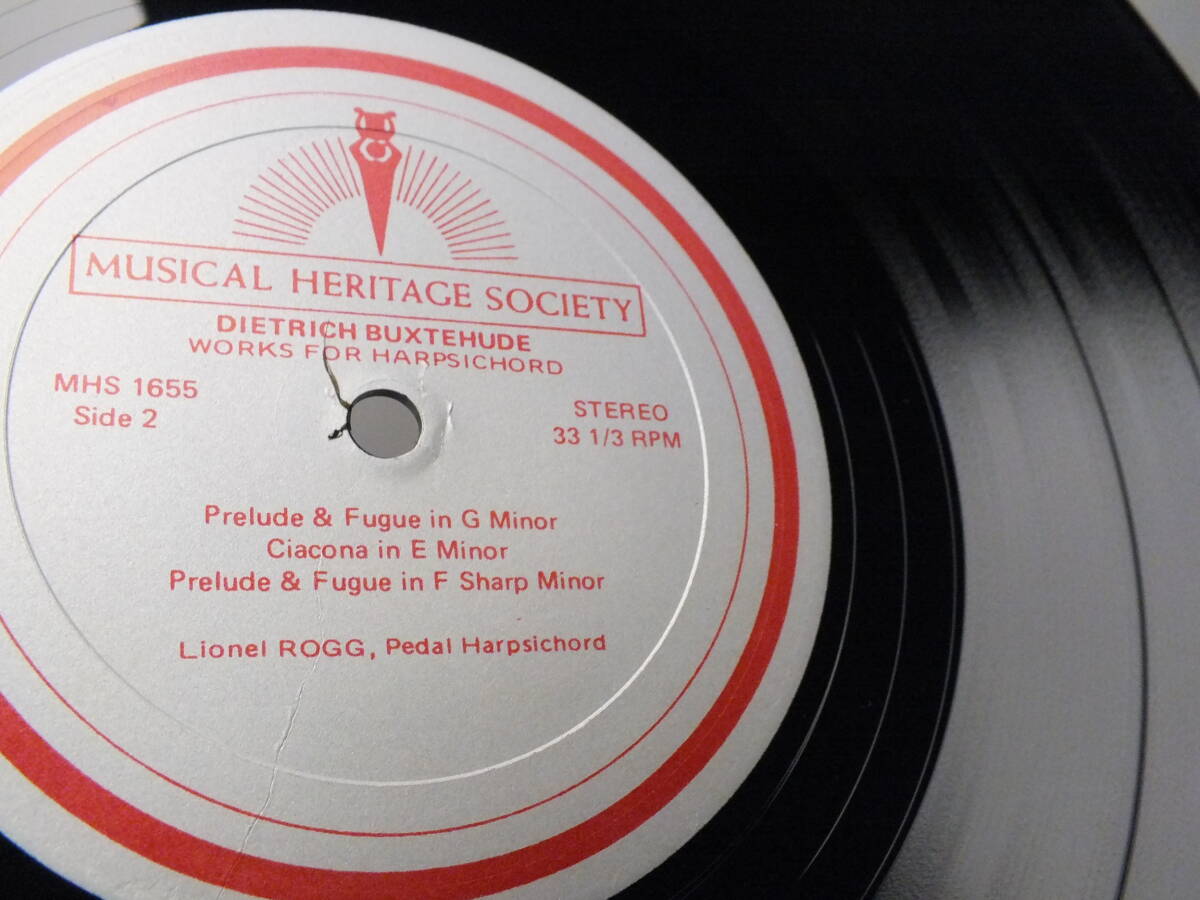 MUSICAL HERITAGE SOCIETY
DIETRICH BUXTEHUDE
WORKS FOR HARPSICHORD
MHS 1655
Side 2
STEREO
33 1/3 RPM
Prelude & Fugue in G Minor
Ciacona in E Minor
Prelude & Fugue in F Sharp Minor
Lionel ROGG, Pedal Harpsichord